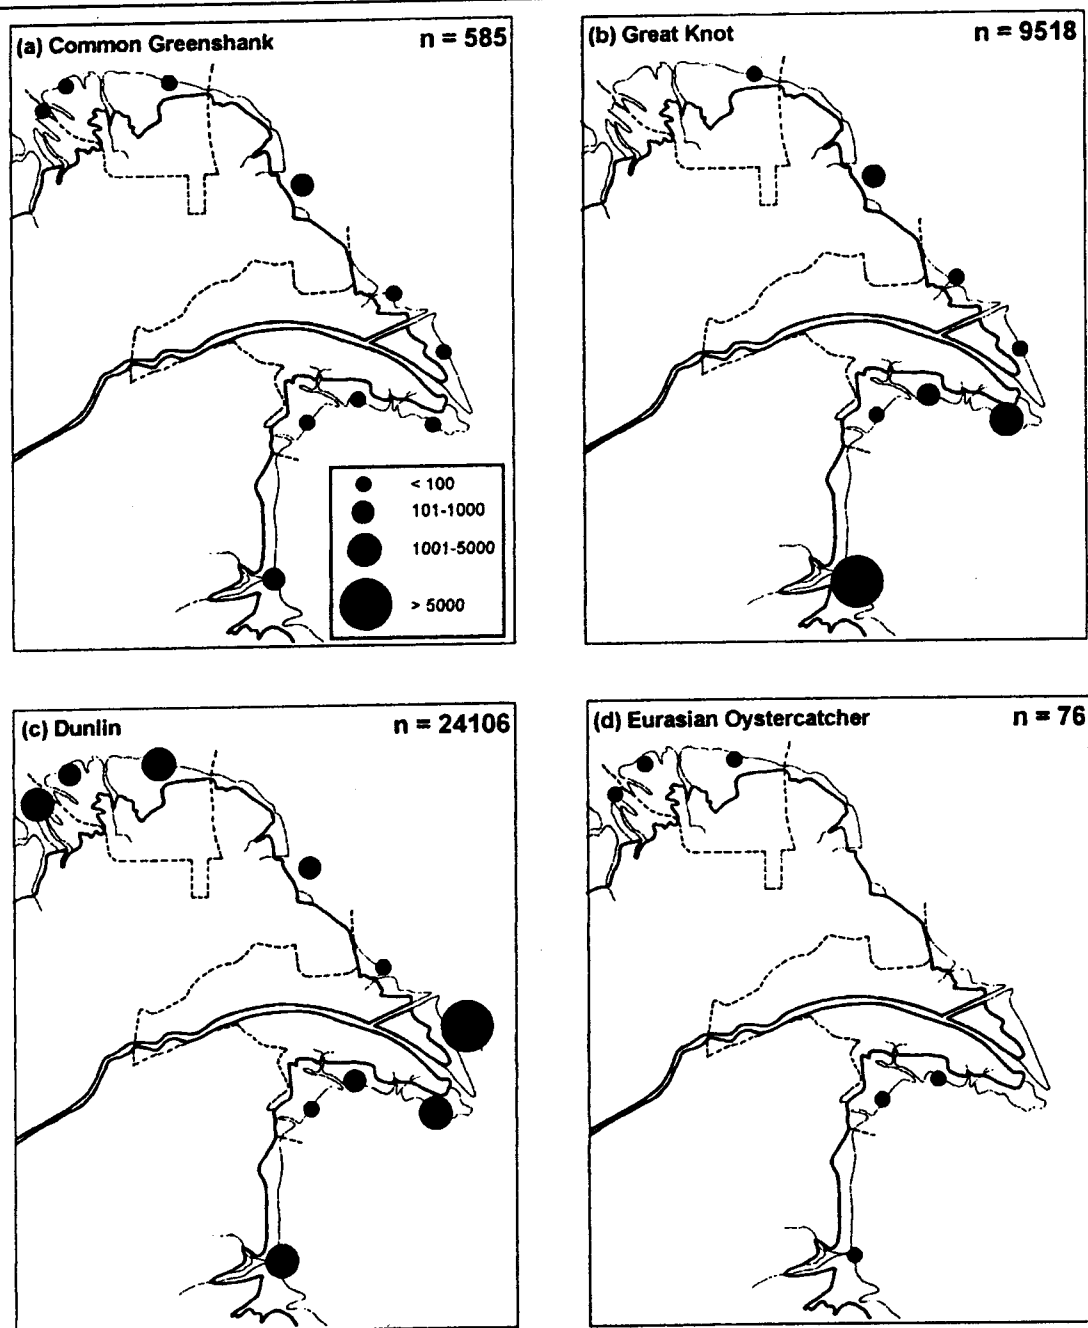 (a) Common Greenshank n = 585
< 100
101-1000
1001-5000
> 5000
(b) Great Knot n = 9518
(c) Dunlin n = 24106
(d) Eurasian Oystercatcher n = 76